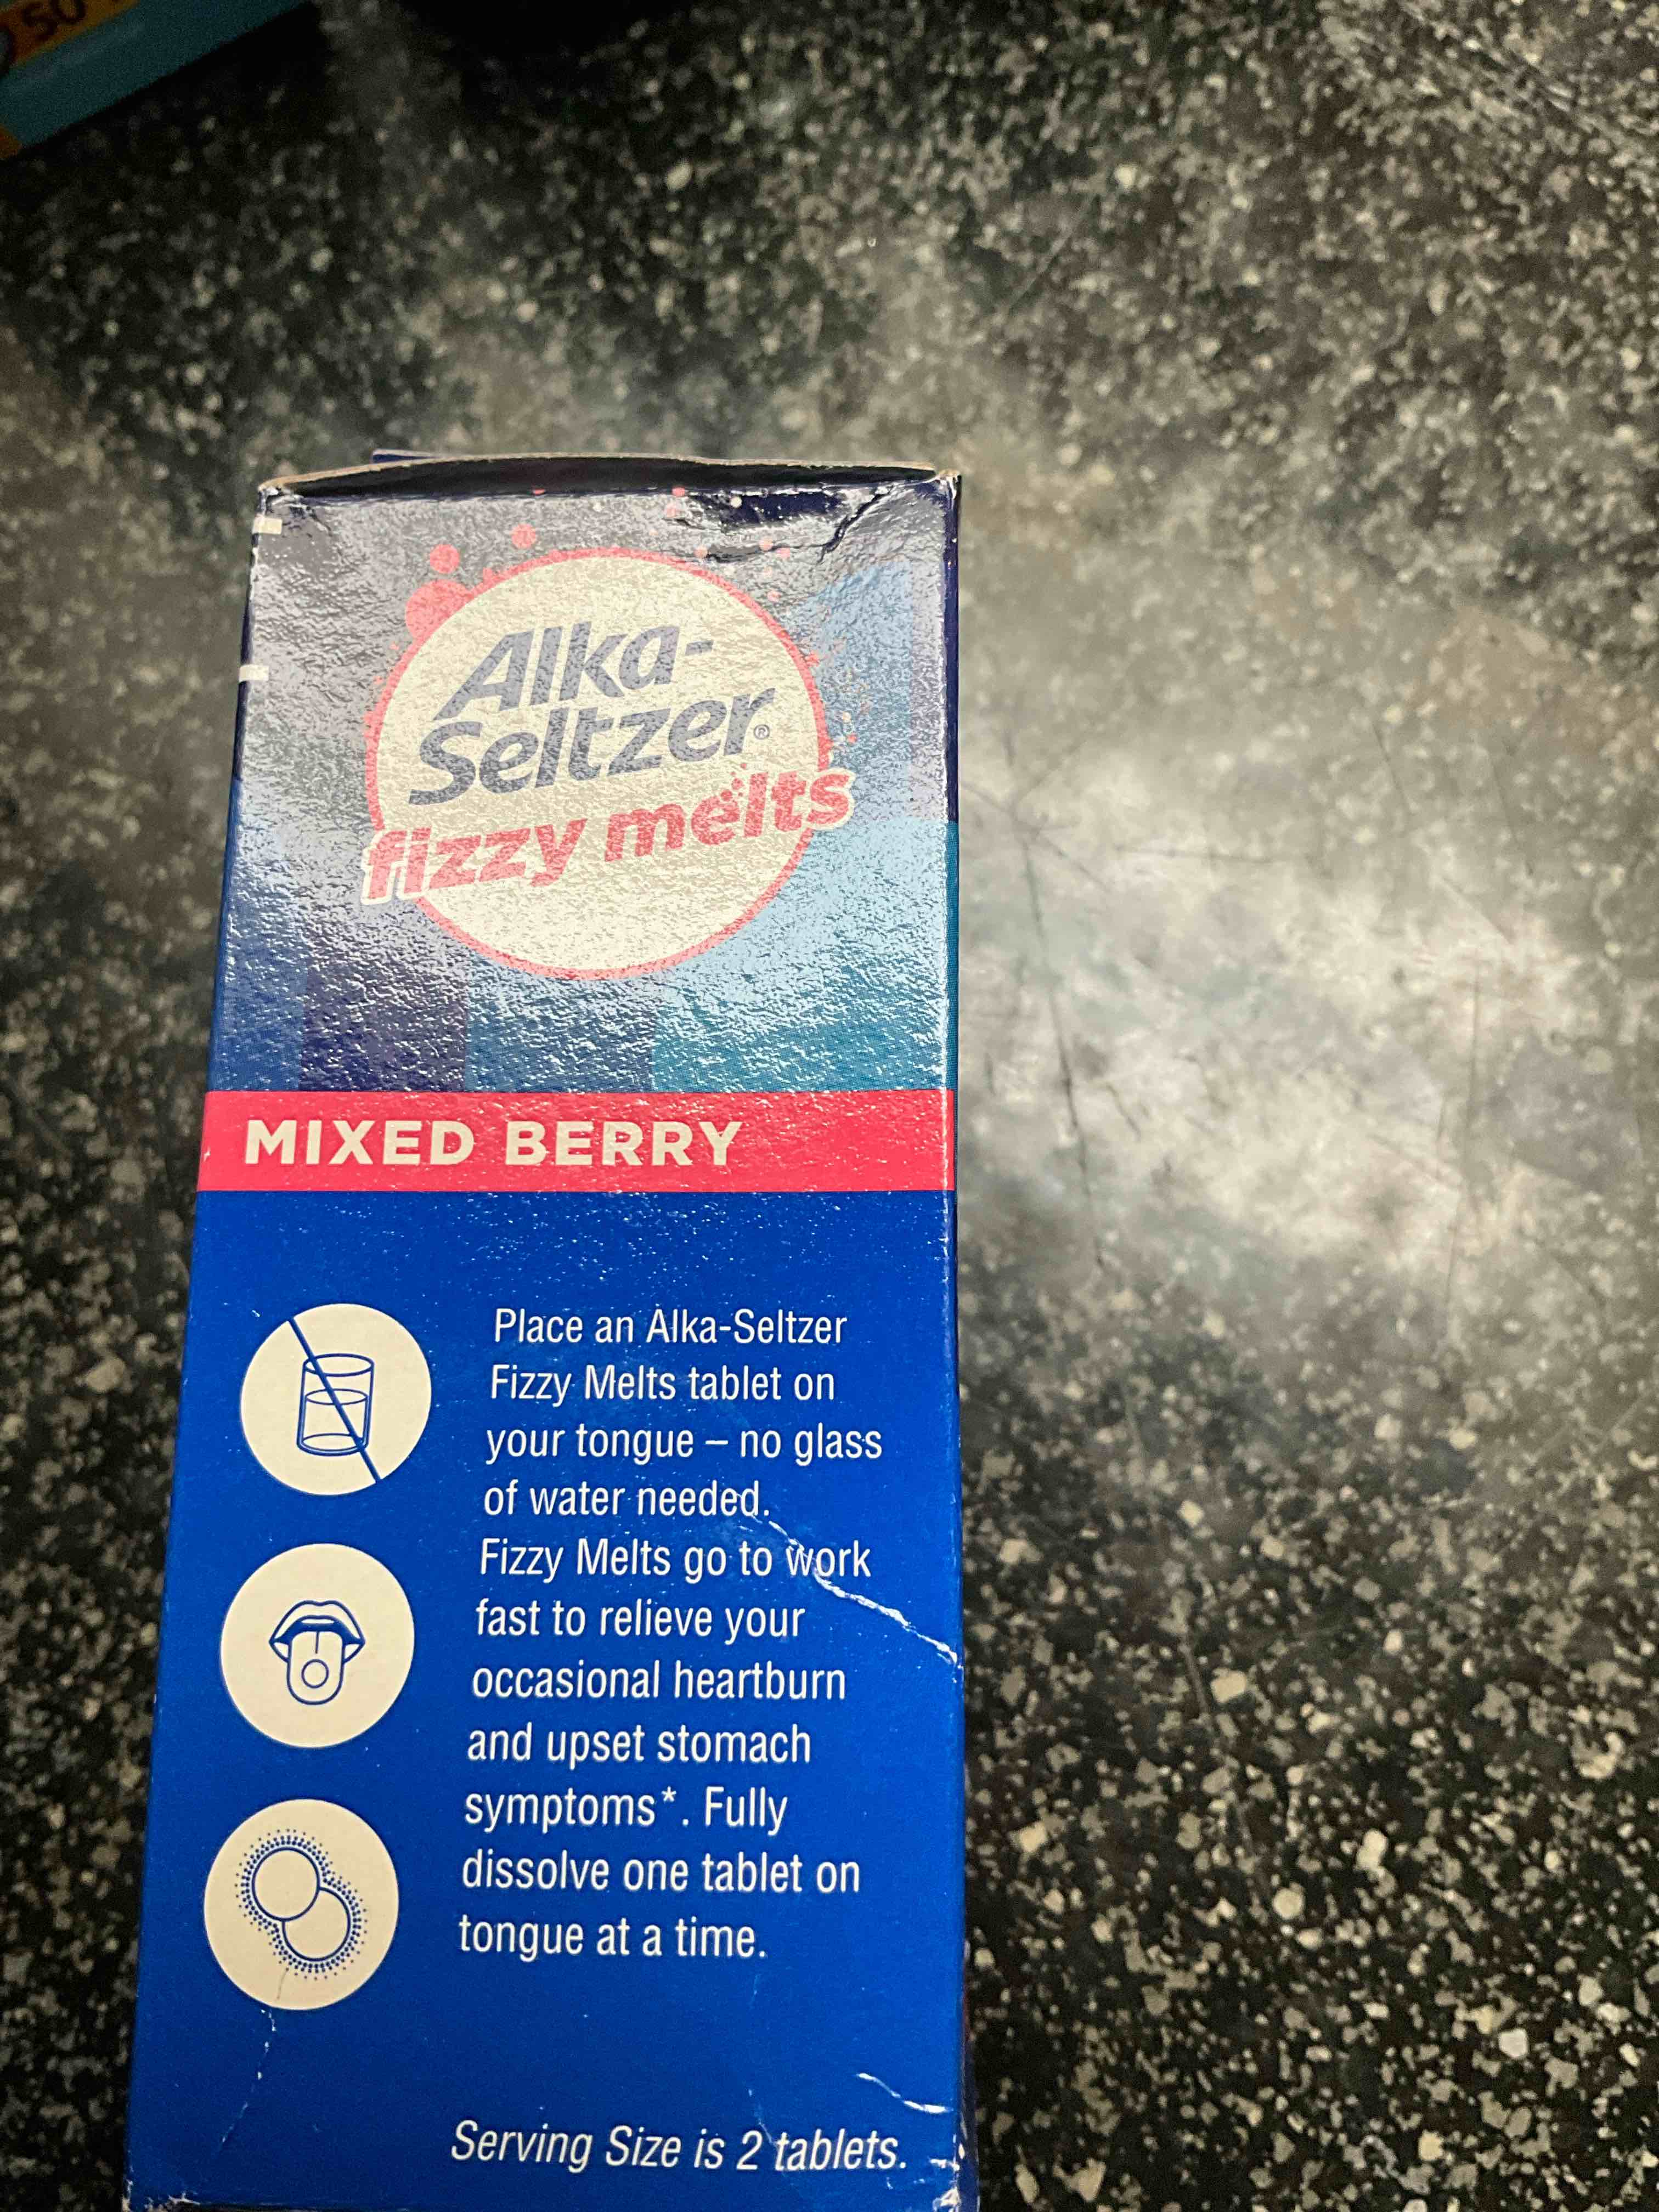 50
Alka-
Seltzer®
fizzy melts
MIXED BERRY
Place an Alka-Seltzer
Fizzy Melts tablet on
your tongue – no glass
of water needed.
Fizzy Melts go to work
fast to relieve your
occasional heartburn
and upset stomach
symptoms*. Fully
dissolve one tablet on
tongue at a time.
Serving Size is 2 tablets.